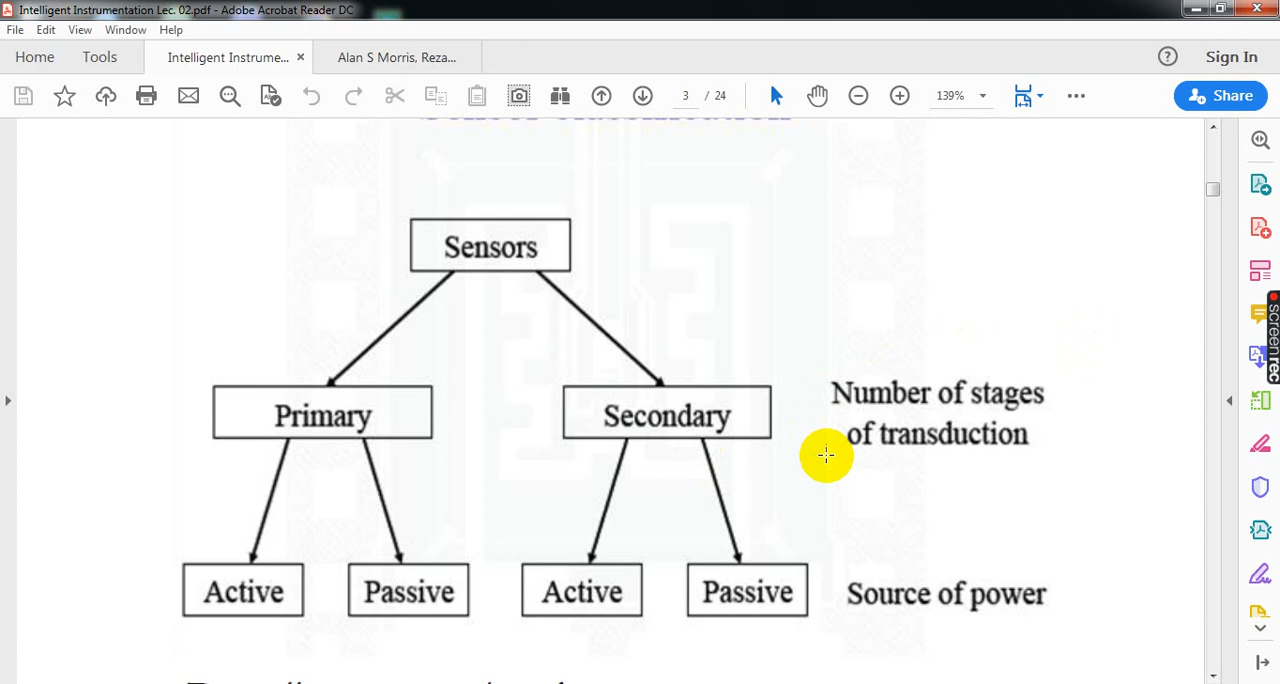 Intelligent Instrumentation Lec. 02.pdf - Adobe Acrobat Reader DC
File Edit View Window Help
Home Tools Intelligent Instrume... × Alan S Morris, Reza... ? Sign In
3 / 24 139% Share
Sensors
Primary Secondary Number of stages
of transduction
Active Passive Active Passive Source of power
screenrec